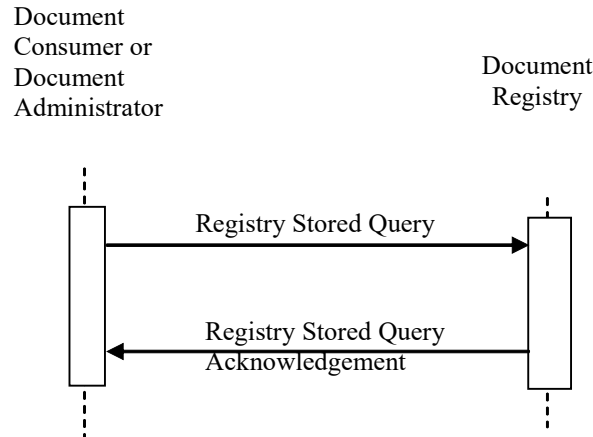 Document
Consumer or
Document
Administrator
Document
Registry
Registry Stored Query
Registry Stored Query
Acknowledgement